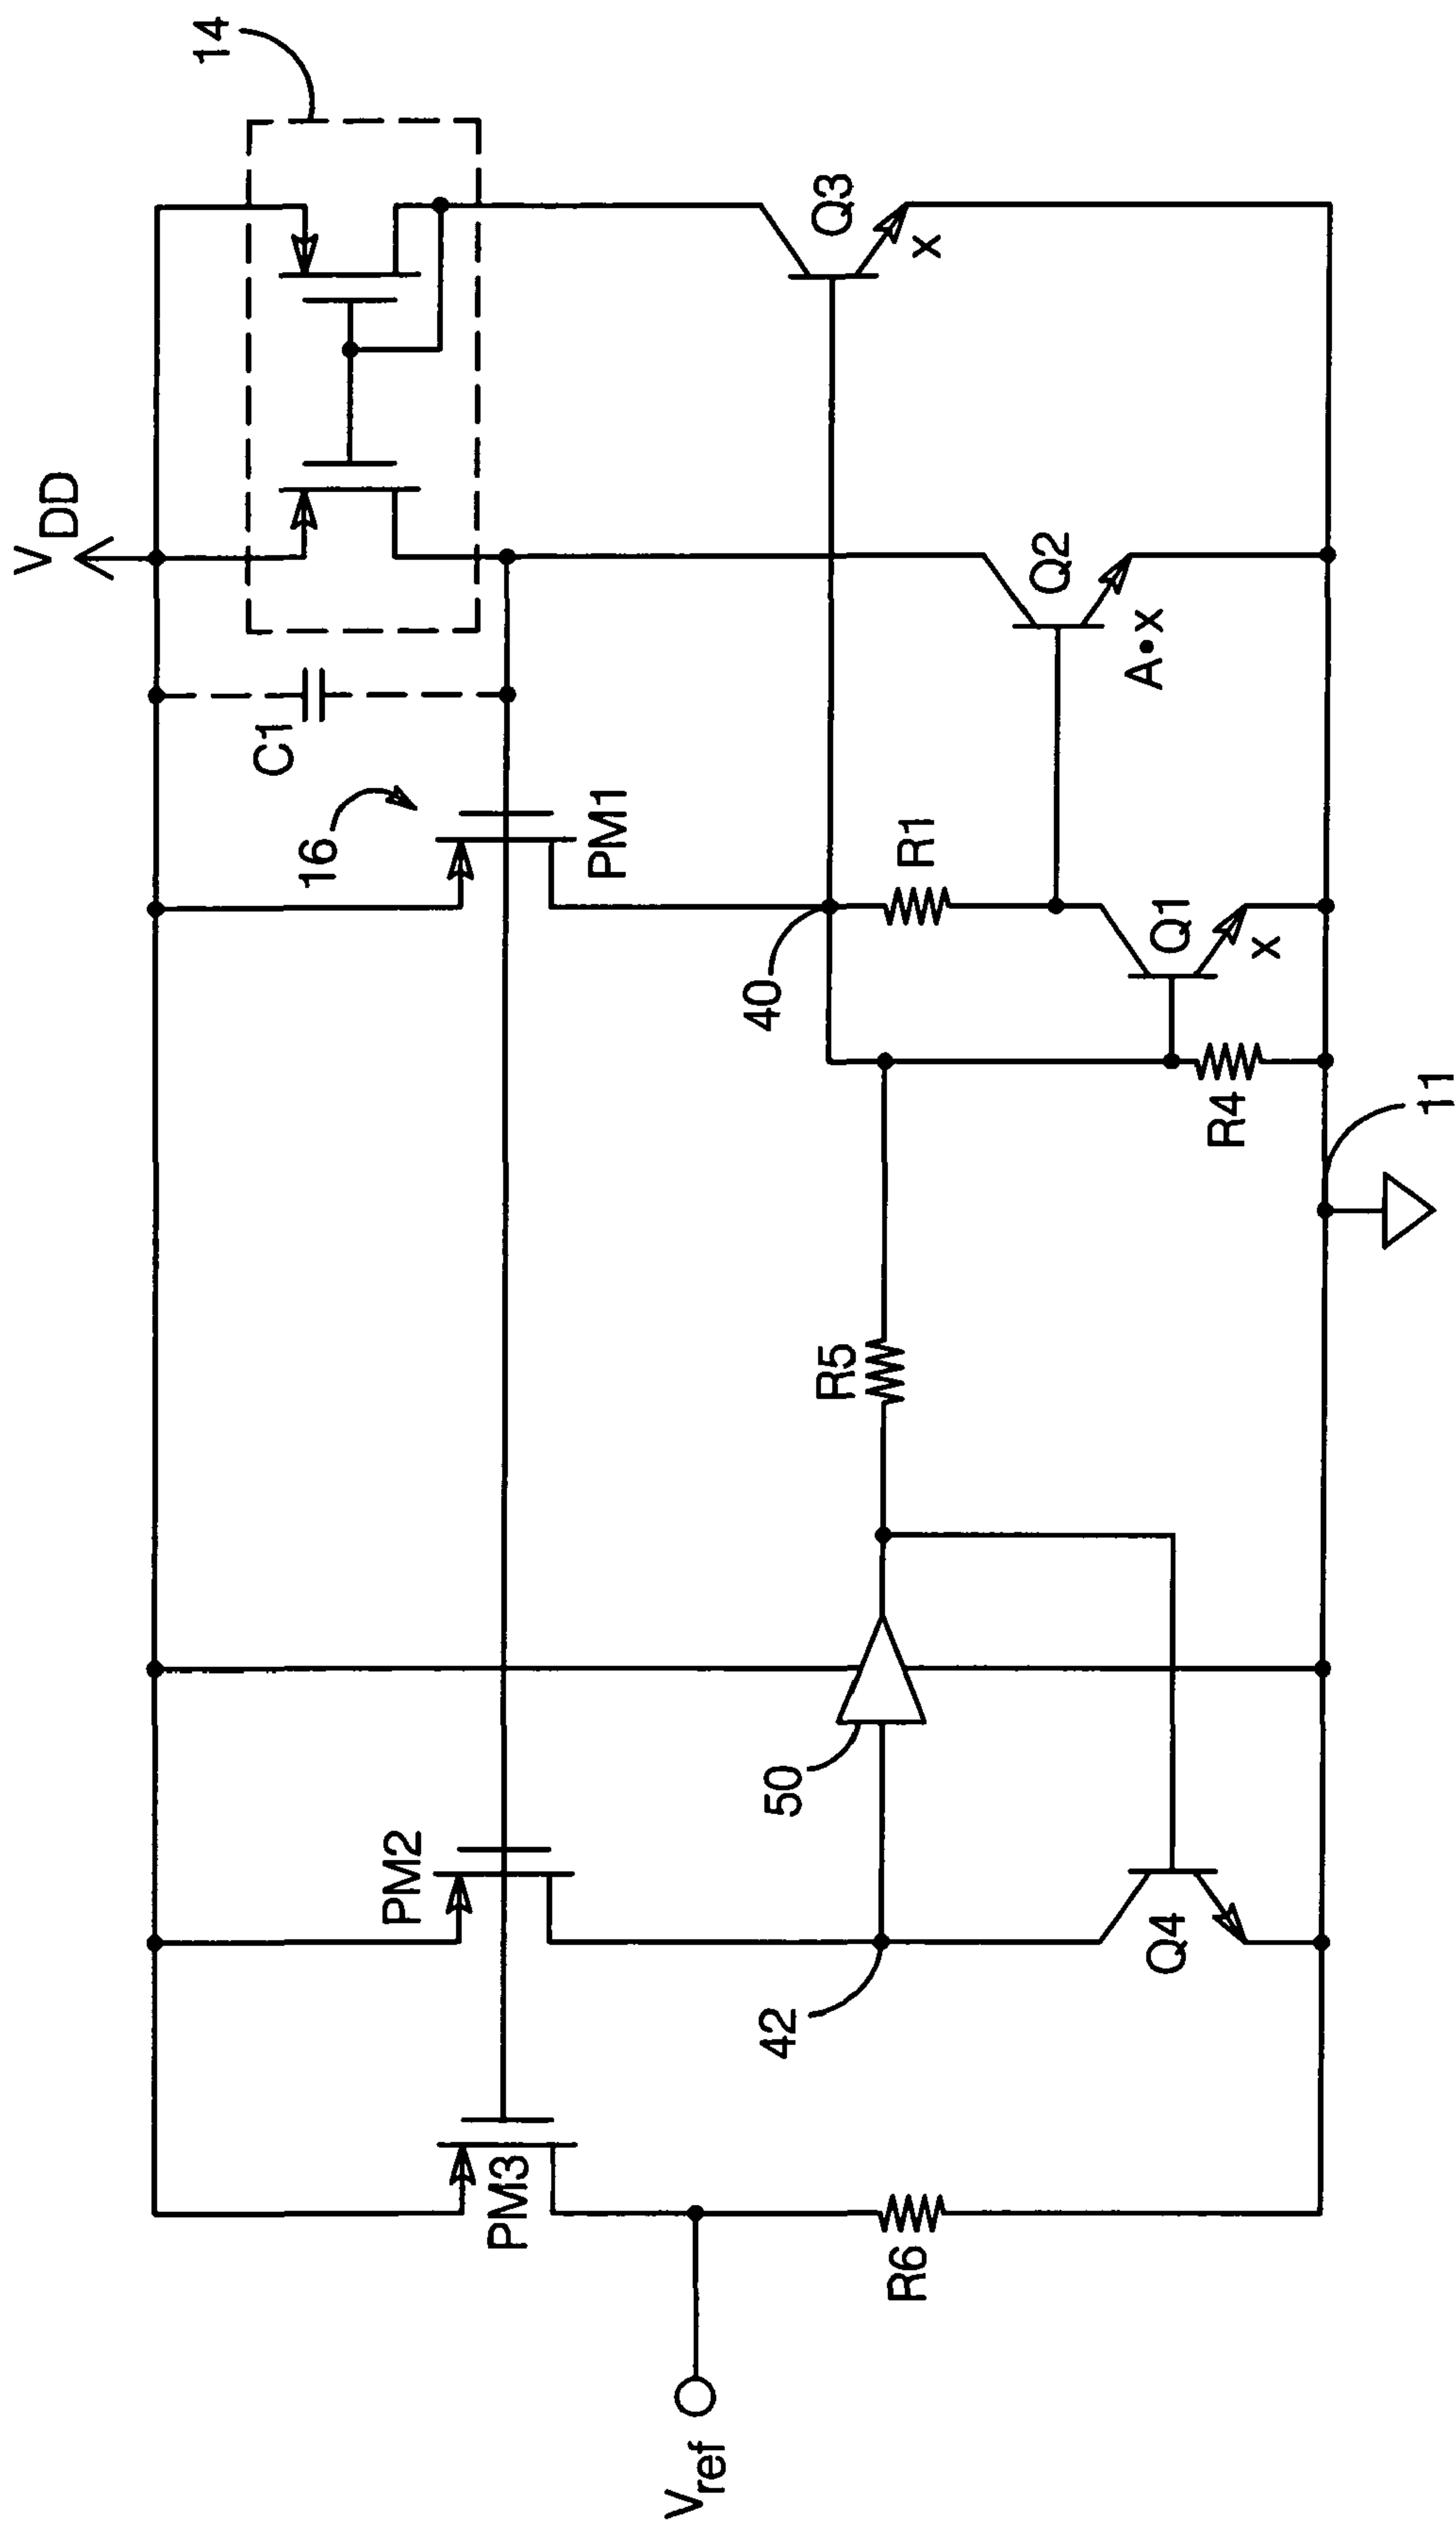 14
VDD
C1
16
PM1
Q3
x
Q2
A•x
R1
Q1
x
40
R4
11
R5
50
PM2
42
Q4
PM3
R6
Vref